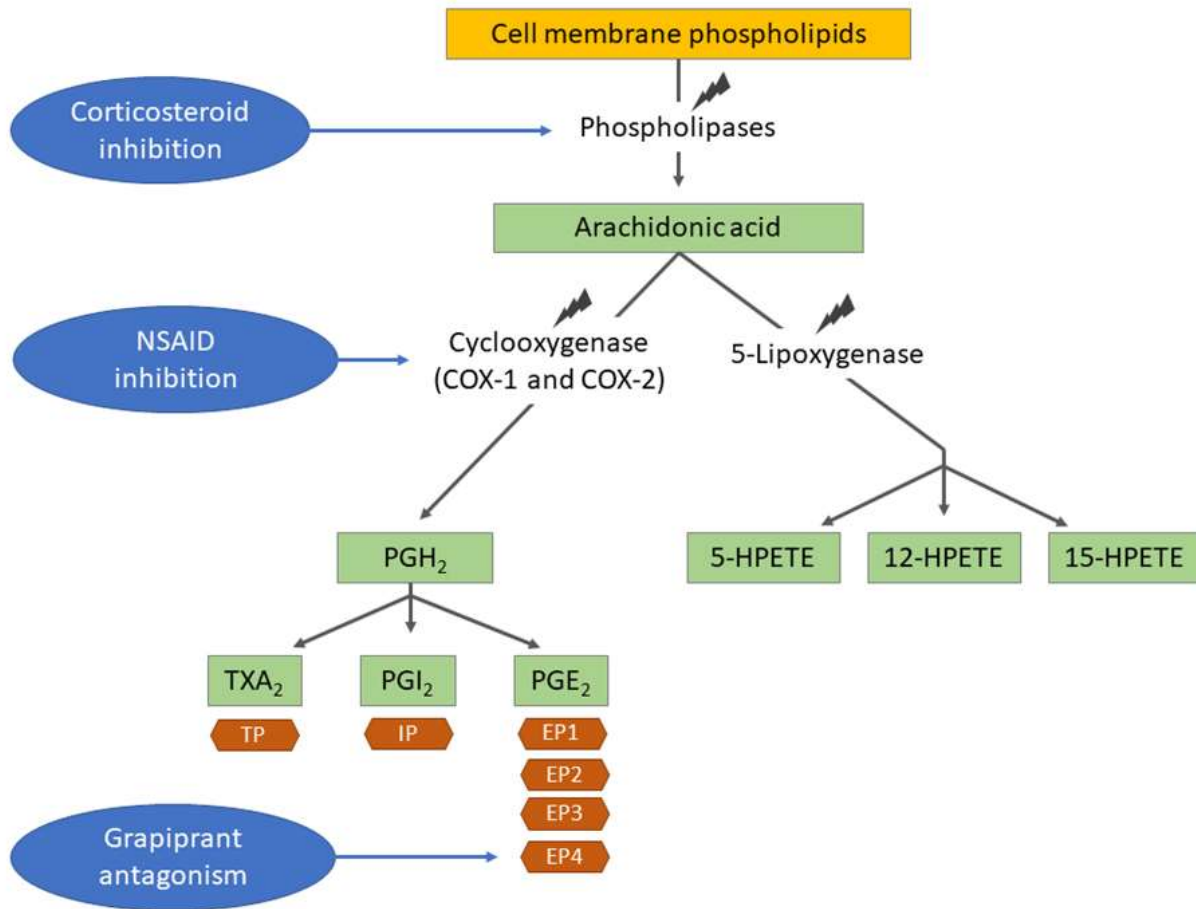 Cell membrane phospholipids
Corticosteroid
inhibition
Phospholipases
Arachidonic acid
NSAID
inhibition
Cyclooxygenase
(COX-1 and COX-2)
5-Lipoxygenase
PGH₂
5-HPETE
12-HPETE
15-HPETE
TXA₂
PGI₂
PGE₂
TP
IP
EP1
EP2
EP3
EP4
Grapiprant
antagonism